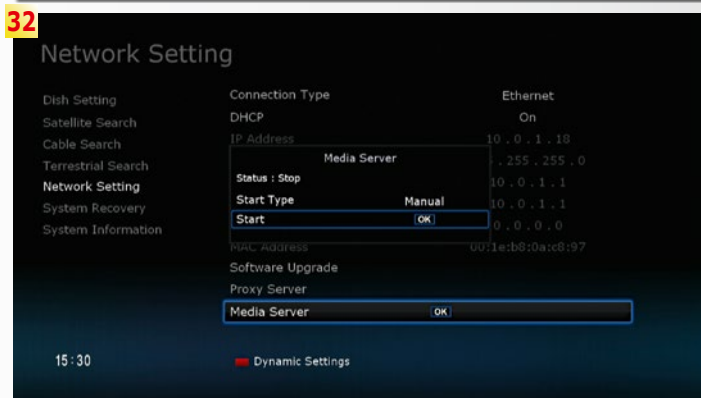 32
Network Setting
Dish Setting
Satellite Search
Cable Search
Terrestrial Search
Network Setting
System Recovery
System Information
Connection Type Ethernet
DHCP On
IP Address 10 . 0 . 1 . 18
. 255 . 255 . 0
10 . 0 . 1 . 1
10 . 0 . 1 . 1
0 . 0 . 0 . 0
MAC Address 00:1e:b8:0a:c8:97
Software Upgrade
Proxy Server
Media Server OK
Media Server
Status : Stop
Start Type Manual
Start OK
15:30
Dynamic Settings